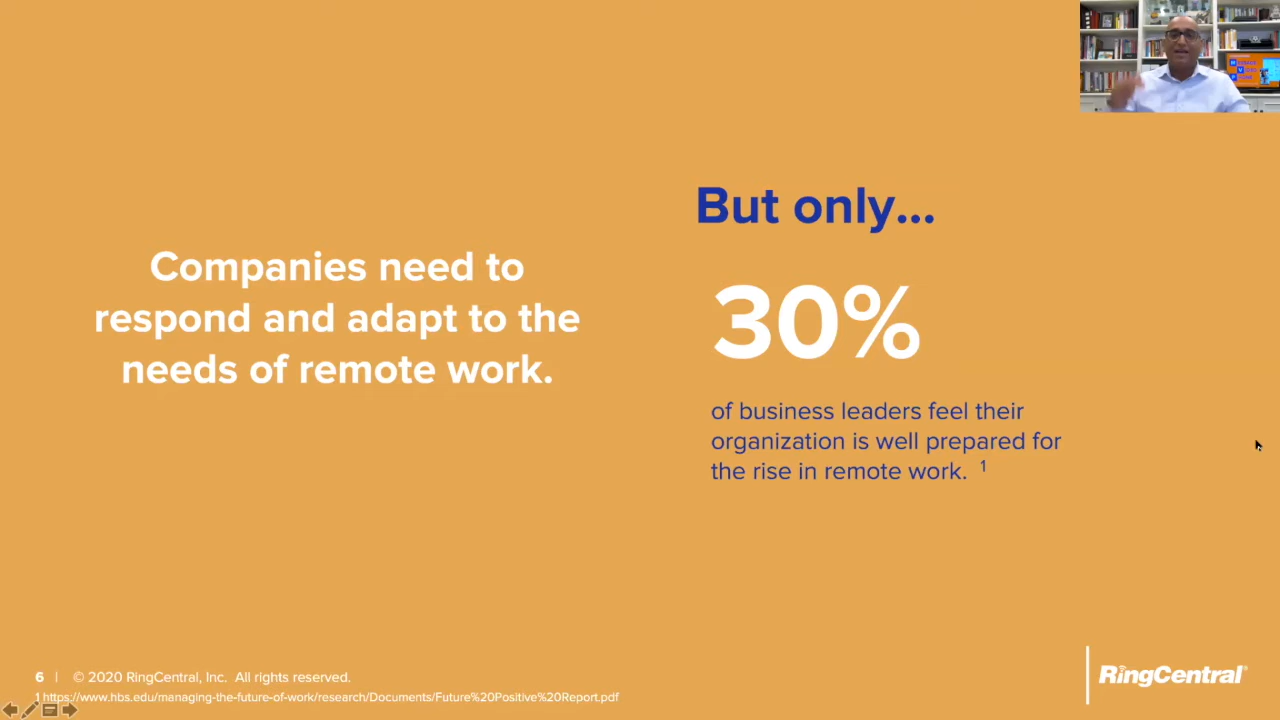 But only...
Companies need to
respond and adapt to the
needs of remote work.
30%
of business leaders feel their
organization is well prepared for
the rise in remote work. 1
6 | © 2020 RingCentral, Inc. All rights reserved.
1 https://www.hbs.edu/managing-the-future-of-work/research/Documents/Future%20Positive%20Report.pdf
RingCentral®